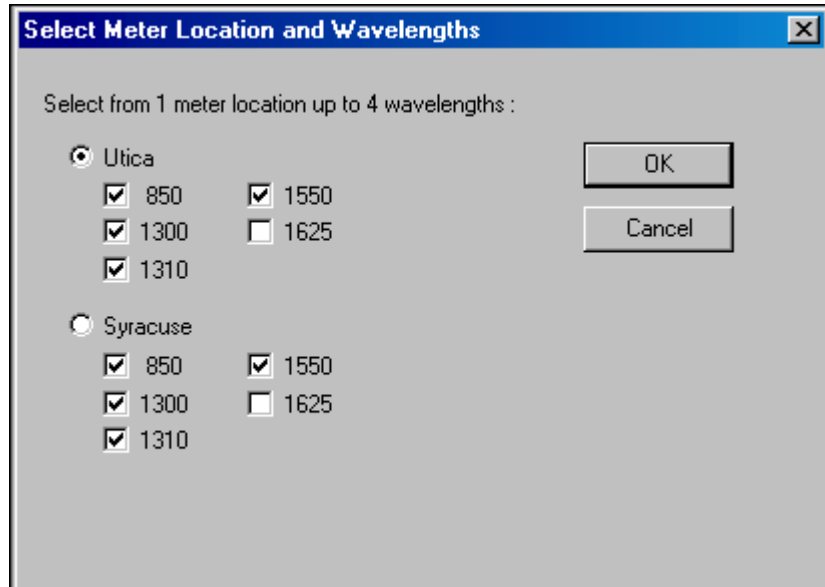 Select Meter Location and Wavelengths
Select from 1 meter location up to 4 wavelengths :
Utica
850 1550
1300 1625
1310
Syracuse
850 1550
1300 1625
1310
OK
Cancel